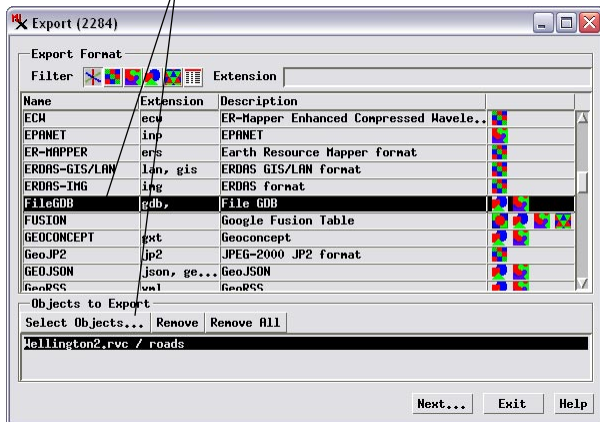 Export (2284)
Export Format
Filter Extension
Name Extension Description
ECW ecw ER-Mapper Enhanced Compressed Wavele..
EPANET inp EPANET
ER-MAPPER ers Earth Resource Mapper format
ERDAS-GIS/LAN lan, gis ERDAS GIS/LAN format
ERDAS-IMG img ERDAS format
FileGDB gdb, File GDB
FUSION Google Fusion Table
GEOCONCEPT gxt Geoconcept
GeoJP2 jp2 JPEG-2000 JP2 format
GEOJSON json, ge... GeoJSON
GeoRSS xml GeoRSS
Objects to Export
Select Objects... Remove Remove All
Wellington2.rvc / roads
Next... Exit Help